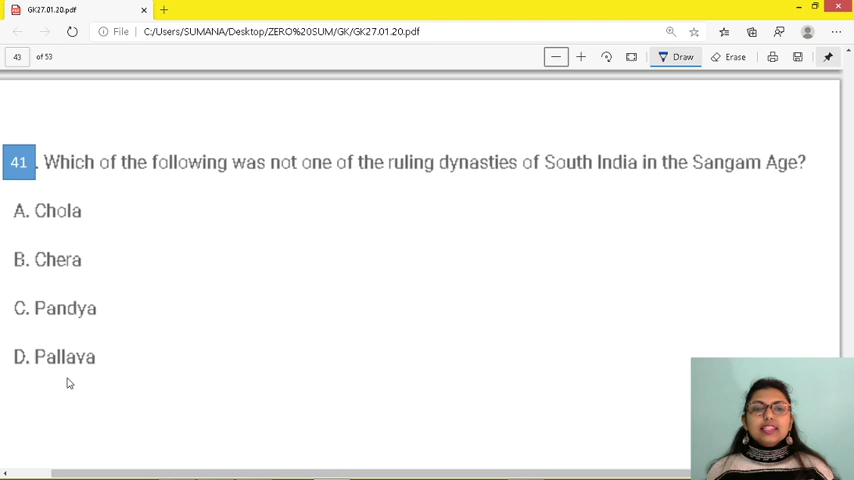 GK27.01.20.pdf
File C:/Users/SUMANA/Desktop/ZERO%20SUM/GK/GK27.01.20.pdf
43 of 53 Draw Erase
41 . Which of the following was not one of the ruling dynasties of South India in the Sangam Age?
A. Chola
B. Chera
C. Pandya
D. Pallava